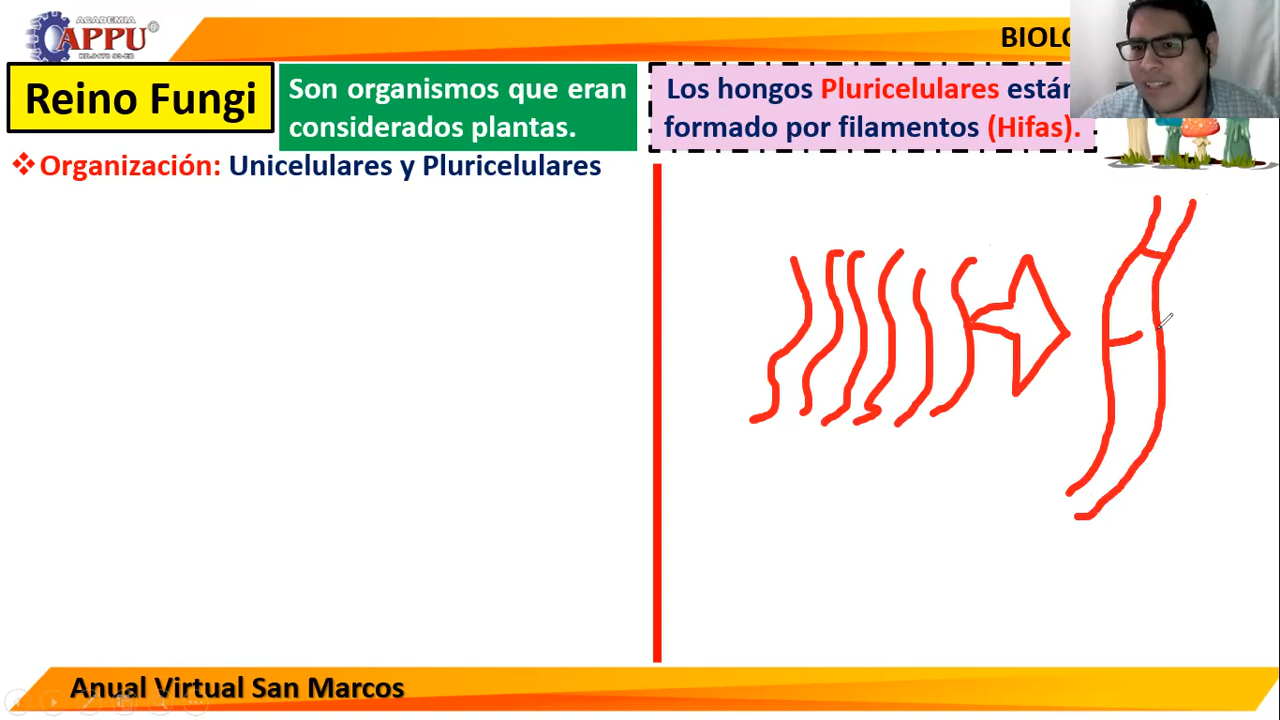 ACADEMIA
APPU
BIOLO
Reino Fungi
Son organismos que eran
considerados plantas.
Los hongos Pluricelulares están
formado por filamentos (Hifas).
❖Organización: Unicelulares y Pluricelulares
Anual Virtual San Marcos